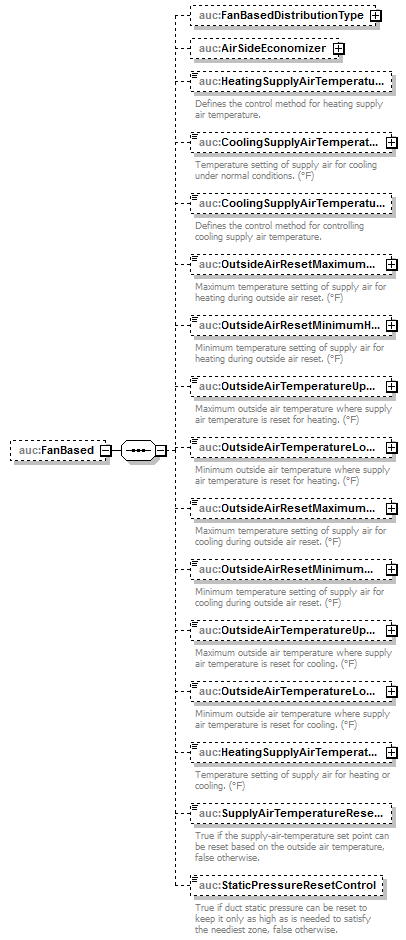 auc:FanBasedDistributionType
auc:AirSideEconomizer
auc:HeatingSupplyAirTemperatu...
Defines the control method for heating supply
air temperature.
auc:CoolingSupplyAirTemperat...
Temperature setting of supply air for cooling
under normal conditions. (°F)
auc:CoolingSupplyAirTemperatu...
Defines the control method for controlling
cooling supply air temperature.
auc:OutsideAirResetMaximum...
Maximum temperature setting of supply air for
heating during outside air reset. (°F)
auc:OutsideAirResetMinimumH...
Minimum temperature setting of supply air for
heating during outside air reset. (°F)
auc:OutsideAirTemperatureUp...
Maximum outside air temperature where supply
air temperature is reset for heating. (°F)
auc:FanBased
auc:OutsideAirTemperatureLo...
Minimum outside air temperature where supply
air temperature is reset for heating. (°F)
auc:OutsideAirResetMaximum...
Maximum temperature setting of supply air for
cooling during outside air reset. (°F)
auc:OutsideAirResetMinimum...
Minimum temperature setting of supply air for
cooling during outside air reset. (°F)
auc:OutsideAirTemperatureUp...
Maximum outside air temperature where supply
air temperature is reset for cooling. (°F)
auc:OutsideAirTemperatureLo...
Minimum outside air temperature where supply
air temperature is reset for cooling. (°F)
auc:HeatingSupplyAirTemperat...
Temperature setting of supply air for heating or
cooling. (°F)
auc:SupplyAirTemperatureRese...
True if the supply-air-temperature set point can
be reset based on the outside air temperature,
false otherwise.
auc:StaticPressureResetControl
True if duct static pressure can be reset to
keep it only as high as is needed to satisfy
the neediest zone, false otherwise.